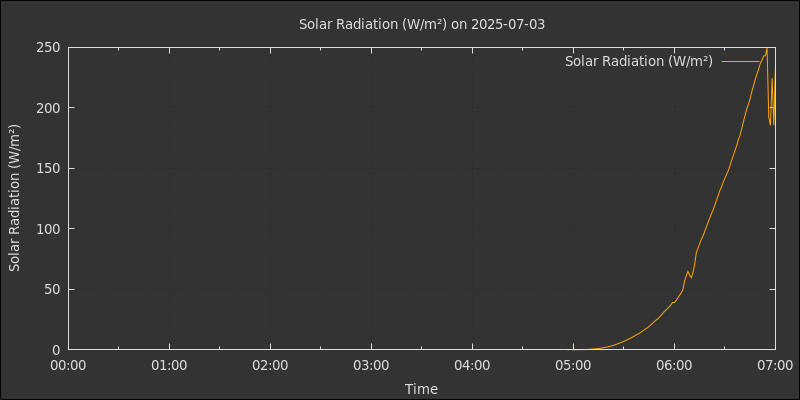 Solar Radiation (W/m²) on 2025-07-03
Solar Radiation (W/m²)
Solar Radiation (W/m²)
250
200
150
100
50
0
00:00 01:00 02:00 03:00 04:00 05:00 06:00 07:00
Time